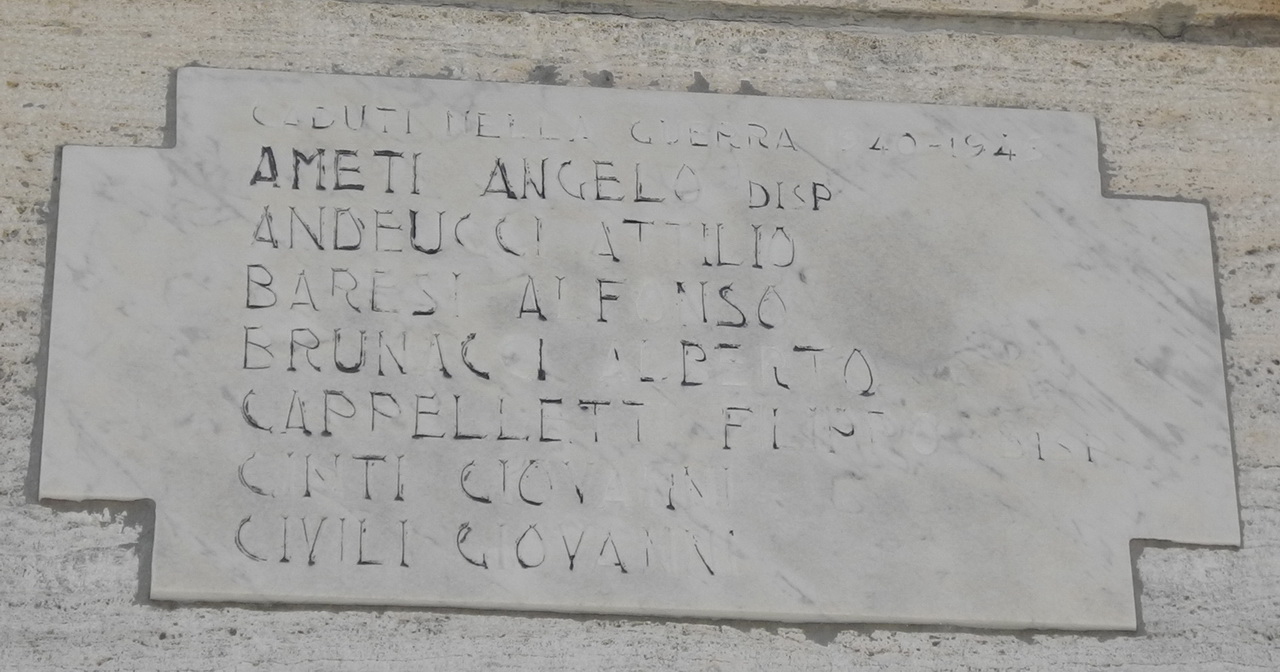 CADUTI NELLA GUERRA 1940-1945
AMETI ANGELO DISP
ANDEUCCI ATTILIO
BARESI ALFONSO
BRUNACCI ALBERTO
CAPPELLETTI FILIPPO DISP
CINTI GIOVANNI
CIVILI GIOVANNI